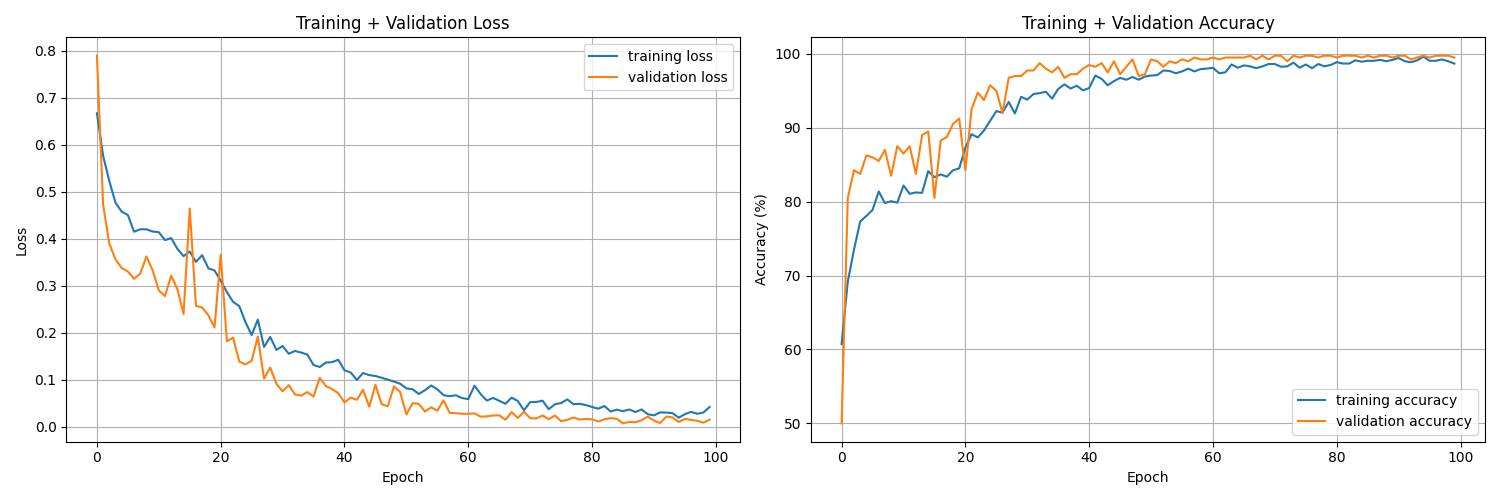 Training + Validation Loss
training loss
validation loss
Loss
0.8
0.7
0.6
0.5
0.4
0.3
0.2
0.1
0.0
0 20 40 60 80 100
Epoch
Training + Validation Accuracy
Accuracy (%)
100
90
80
70
60
50
training accuracy
validation accuracy
0 20 40 60 80 100
Epoch